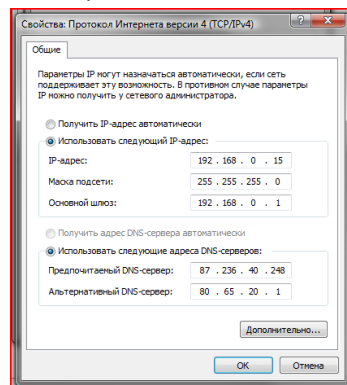 Свойства: Протокол Интернета версии 4 (TCP/IPv4)
Общие
Параметры IP могут назначаться автоматически, если сеть
поддерживает эту возможность. В противном случае параметры
IP можно получить у сетевого администратора.
Получить IP-адрес автоматически
Использовать следующий IP-адрес:
IP-адрес: 192 . 168 . 0 . 15
Маска подсети: 255 . 255 . 255 . 0
Основной шлюз: 192 . 168 . 0 . 1
Получить адрес DNS-сервера автоматически
Использовать следующие адреса DNS-серверов:
Предпочитаемый DNS-сервер: 87 . 236 . 40 . 248
Альтернативный DNS-сервер: 80 . 65 . 20 . 1
Дополнительно...
ОК Отмена